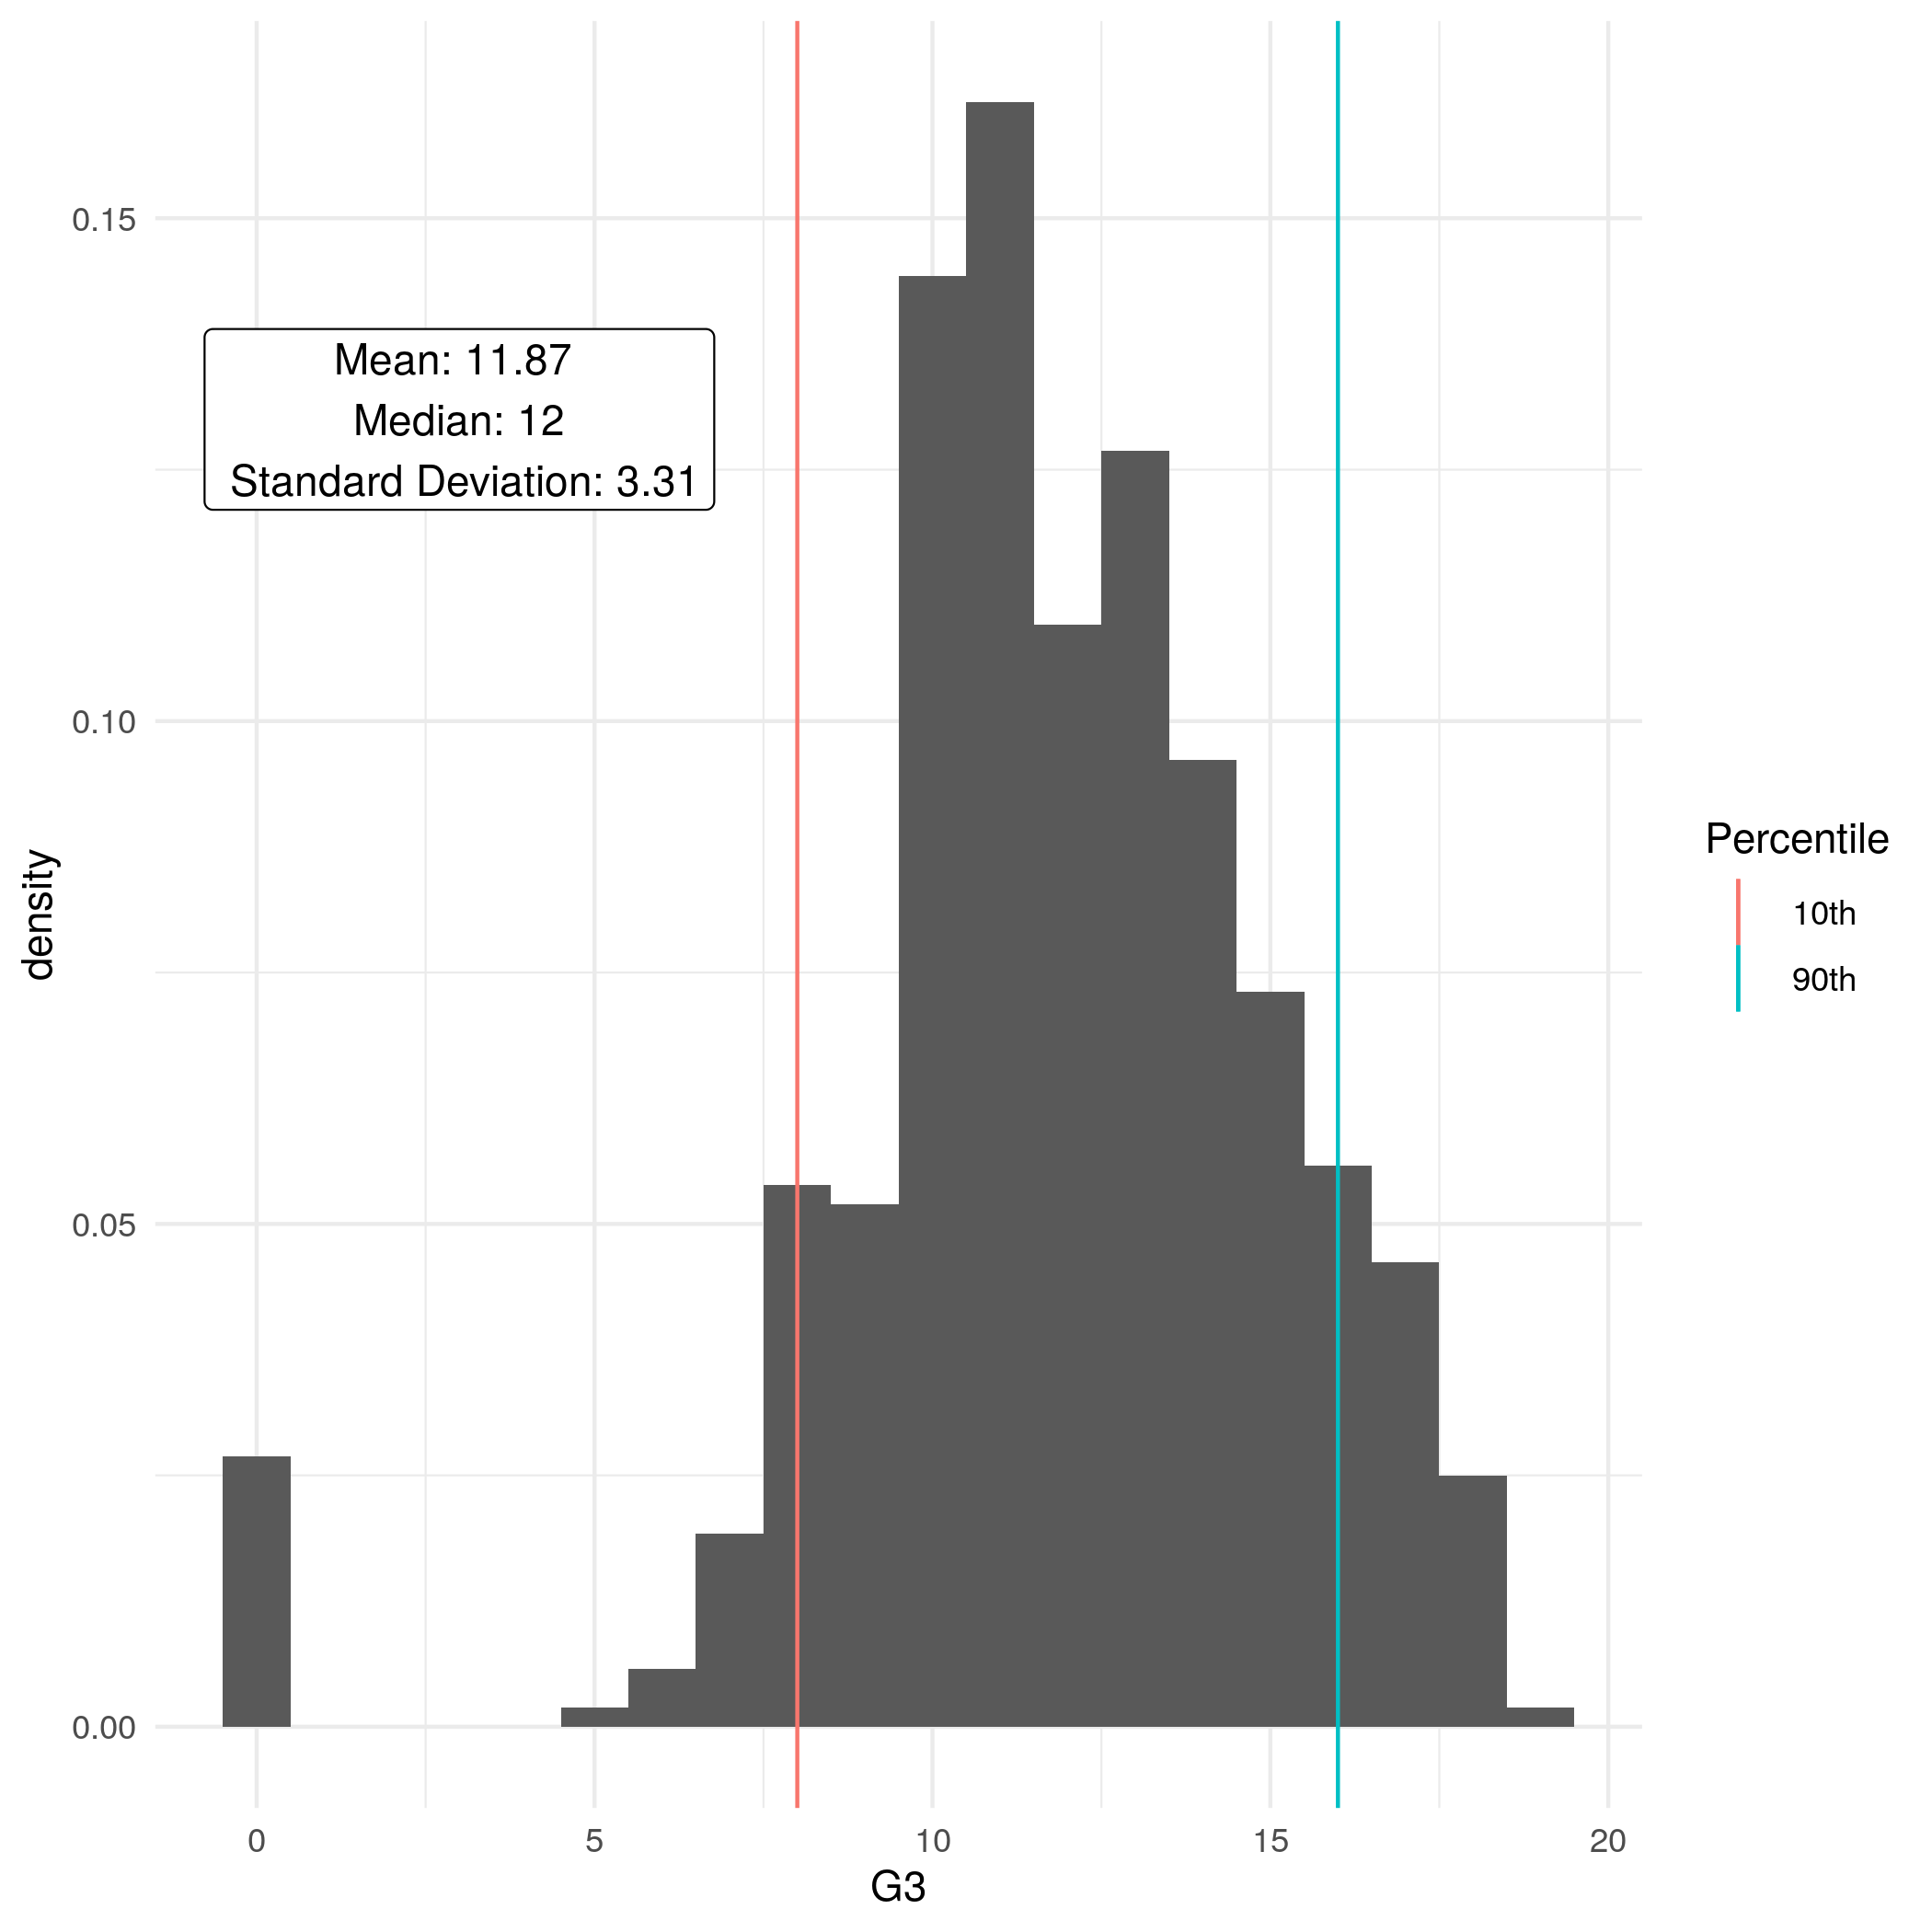 0.15
0.10
0.05
0.00
density
Mean: 11.87
Median: 12
Standard Deviation: 3.31
0
5
10
15
20
G3
Percentile
10th
90th